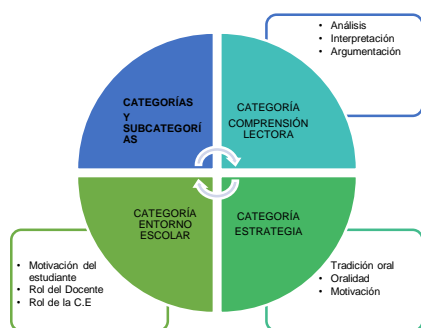 • Análisis
• Interpretación
• Argumentación
CATEGORÍAS
Y
SUBCATEGORÍ
AS
CATEGORÍA
COMPRENSIÓN
LECTORA
CATEGORÍA
ENTORNO
ESCOLAR
CATEGORÍA
ESTRATEGIA
• Motivación del
estudiante
• Rol del Docente
• Rol de la C.E
Tradición oral
• Oralidad
• Motivación